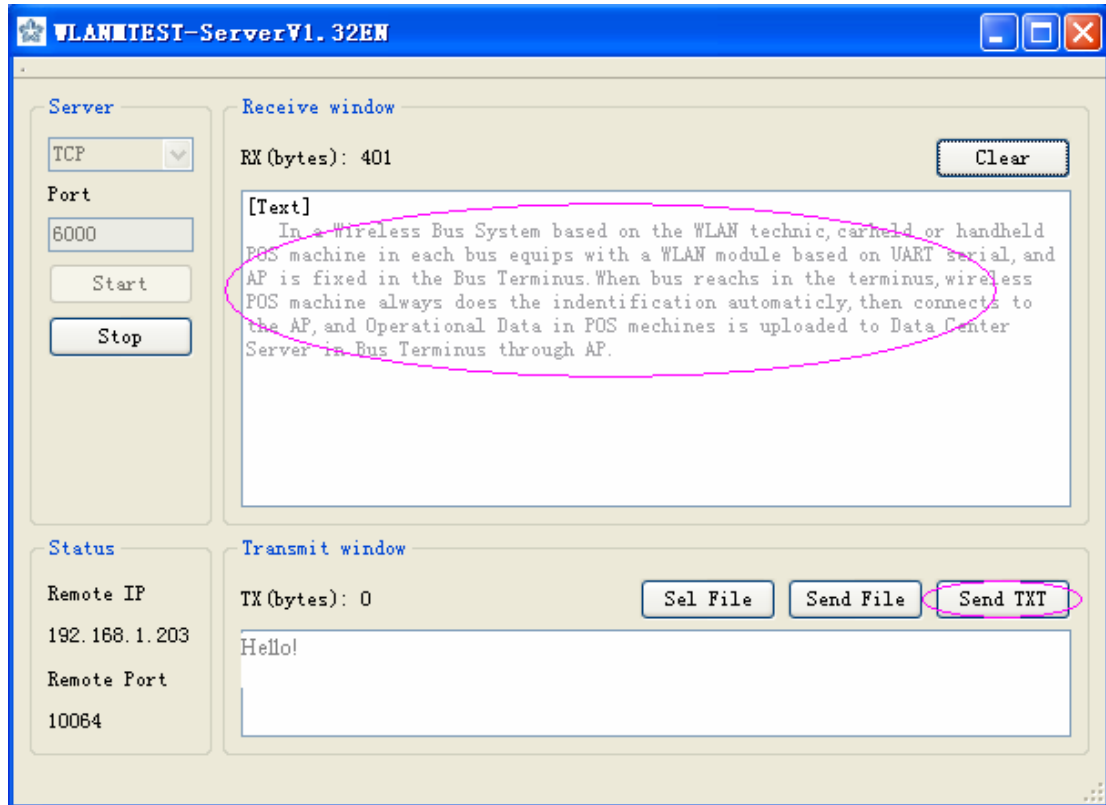 WLANMTEST-ServerV1.32EN
Server
TCP
Port
6000
Start
Stop
Receive window
RX(bytes): 401
Clear
[Text]
In a Wireless Bus System based on the WLAN technic,carheld or handheld
POS machine in each bus equips with a WLAN module based on UART serial, and
AP is fixed in the Bus Terminus.When bus reachs in the terminus,wireless
POS machine always does the indentification automaticly, then connects to
the AP, and Operational Data in POS mechines is uploaded to Data Center
Server in Bus Terminus through AP.
Status
Remote IP
192.168.1.203
Remote Port
10064
Transmit window
TX(bytes): 0
Sel File
Send File
Send TXT
Hello!